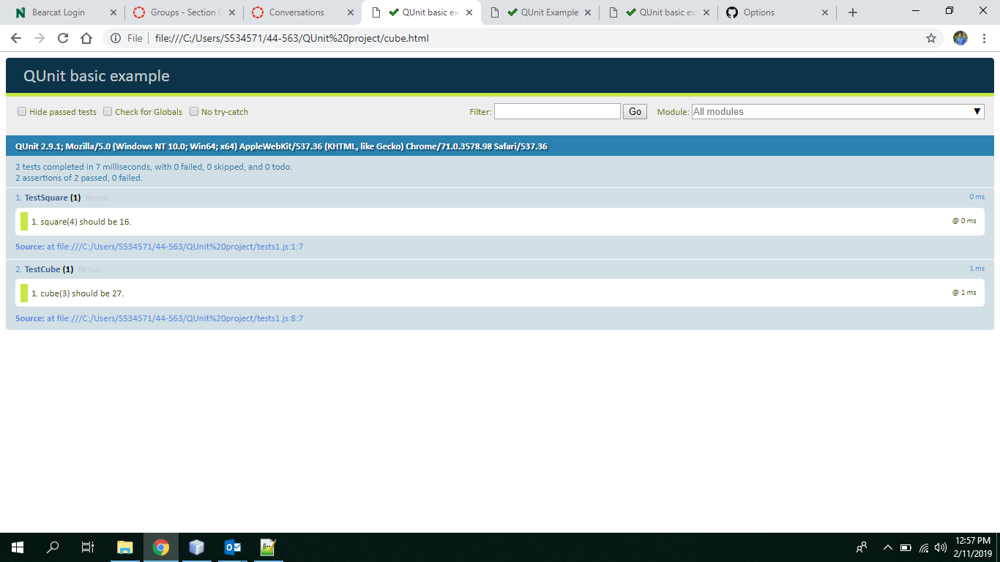 Bearcat Login
Groups - Section 0
Conversations
✔ QUnit basic ex
✔ QUnit Example
✔ QUnit basic ex
Options
File
file:///C:/Users/S534571/44-563/QUnit%20project/cube.html
QUnit basic example
Hide passed tests Check for Globals No try-catch
Filter: Go Module: All modules ▼
QUnit 2.9.1; Mozilla/5.0 (Windows NT 10.0; Win64; x64) AppleWebKit/537.36 (KHTML, like Gecko) Chrome/71.0.3578.98 Safari/537.36
2 tests completed in 7 milliseconds, with 0 failed, 0 skipped, and 0 todo.
2 assertions of 2 passed, 0 failed.
1. TestSquare (1) Rerun 0 ms
1. square(4) should be 16. @ 0 ms
Source: at file:///C:/Users/S534571/44-563/QUnit%20project/tests1.js:1:7
2. TestCube (1) Rerun 1 ms
1. cube(3) should be 27. @ 1 ms
Source: at file:///C:/Users/S534571/44-563/QUnit%20project/tests1.js:8:7
12:57 PM
2/11/2019